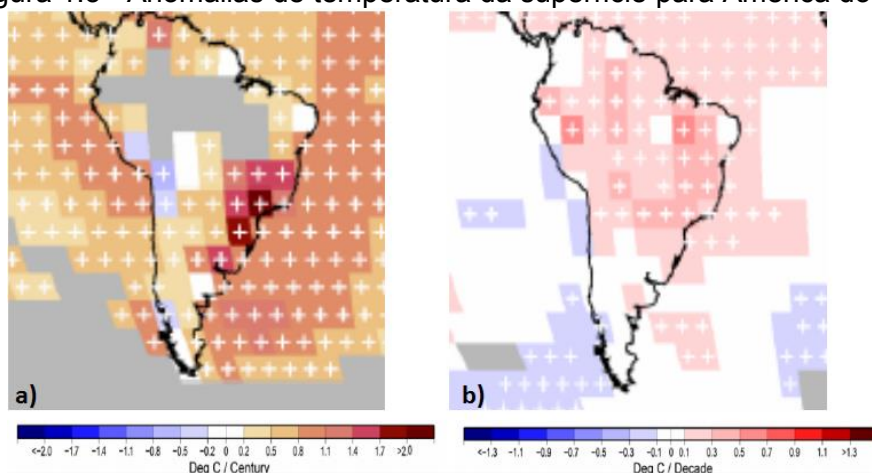 gura 1.3 - Anomalias de temperatura da superfície para América do
a)
b)
<-2.0 -1.7 -1.4 -1.1 -0.8 -0.5 -0.2 0 0.2 0.5 0.8 1.1 1.4 1.7 >2.0
Deg C / Century
<-1.3 -1.1 -0.9 -0.7 -0.5 -0.3 -0.1 0 0.1 0.3 0.5 0.7 0.9 1.1 >1.3
Deg C / Decade